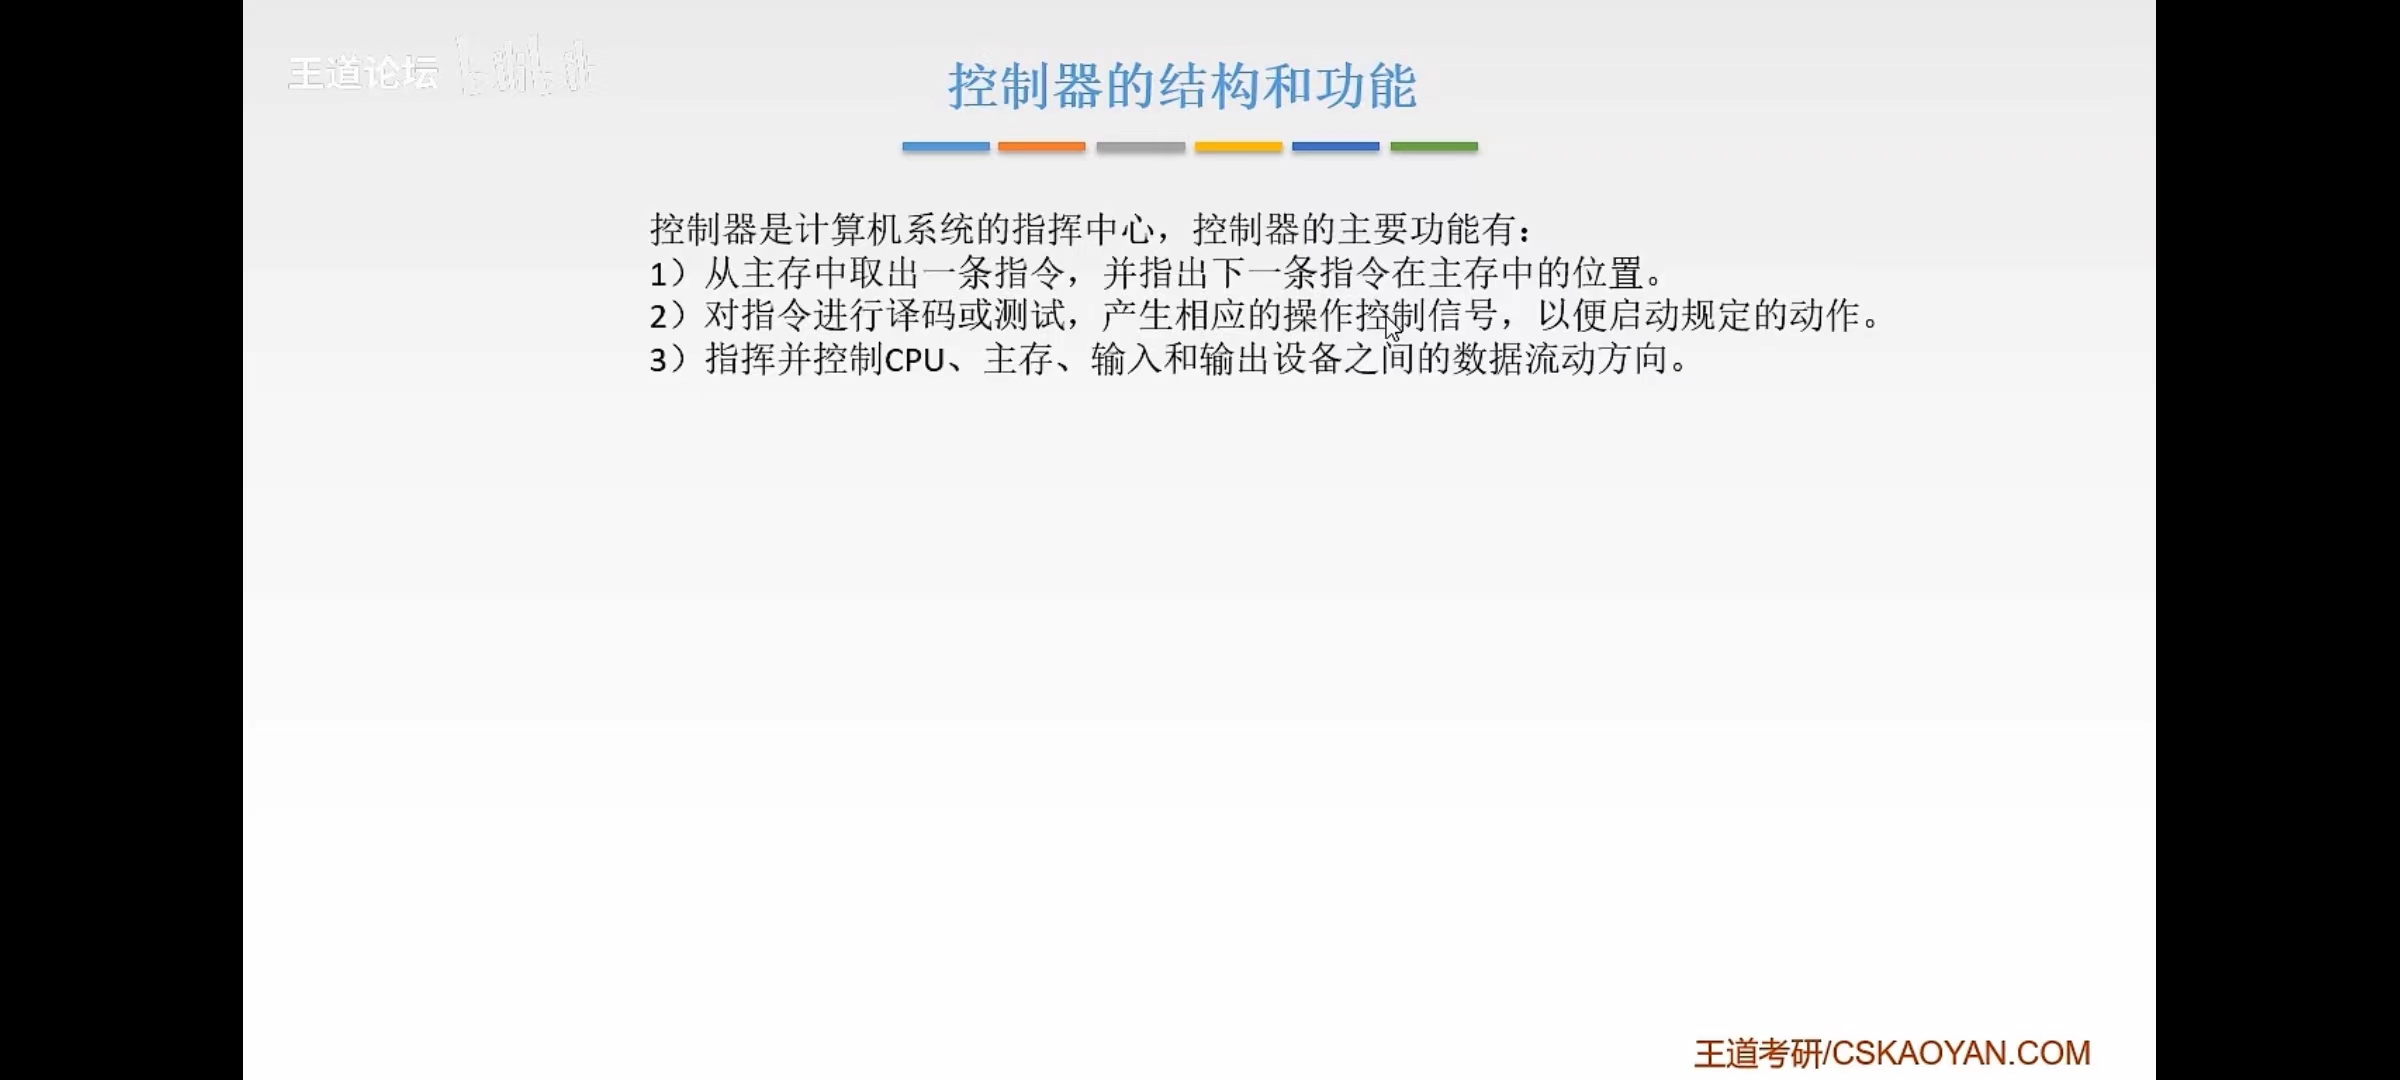 王道论坛
控制器的结构和功能
控制器是计算机系统的指挥中心，控制器的主要功能有：
1）从主存中取出一条指令，并指出下一条指令在主存中的位置。
2）对指令进行译码或测试，产生相应的操作控制信号，以便启动规定的动作。
3）指挥并控制CPU、主存、输入和输出设备之间的数据流动方向。
王道考研/CSKAOYAN.COM